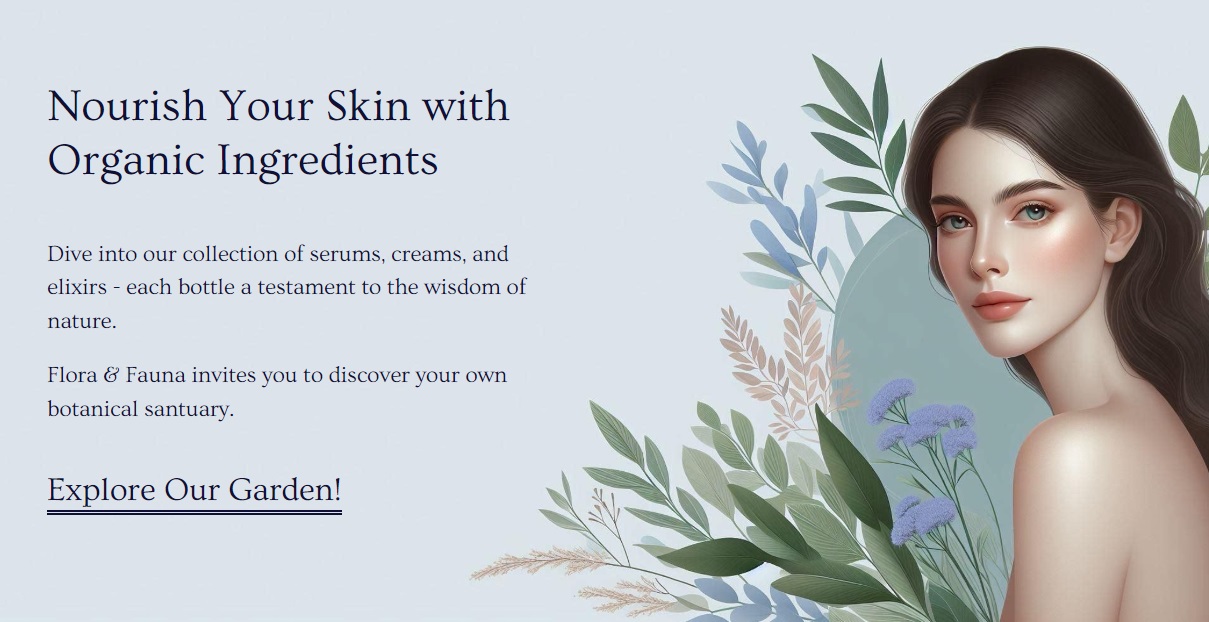 Nourish Your Skin with
Organic Ingredients
Dive into our collection of serums, creams, and
elixirs - each bottle a testament to the wisdom of
nature.
Flora & Fauna invites you to discover your own
botanical santuary.
Explore Our Garden!